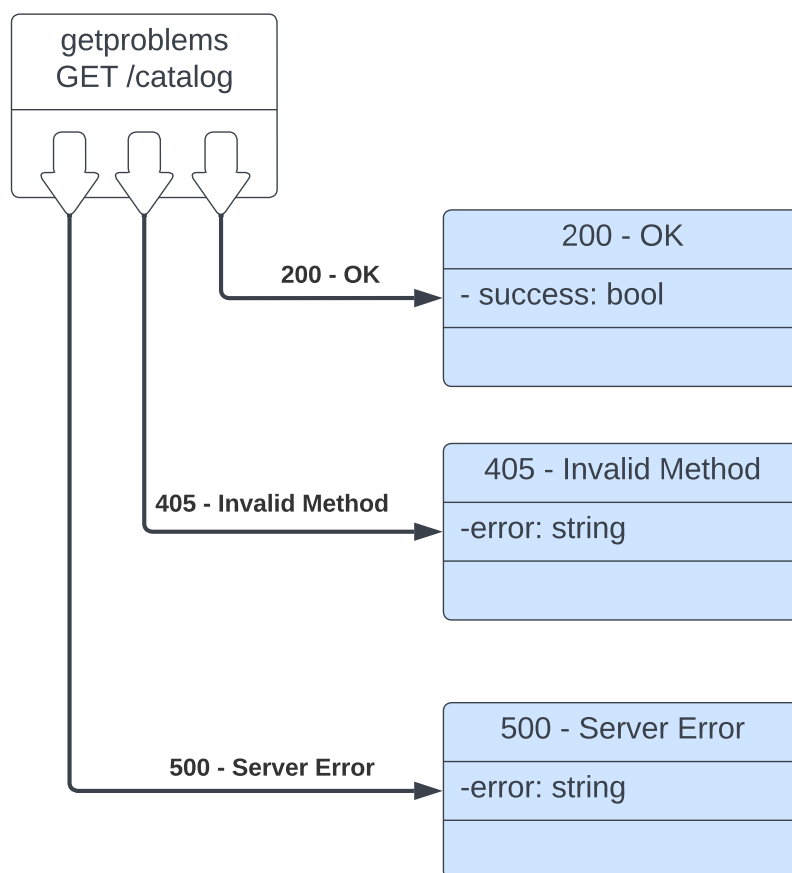 getproblems
GET /catalog
200 - OK
200 - OK
- success: bool
405 - Invalid Method
405 - Invalid Method
-error: string
500 - Server Error
500 - Server Error
-error: string